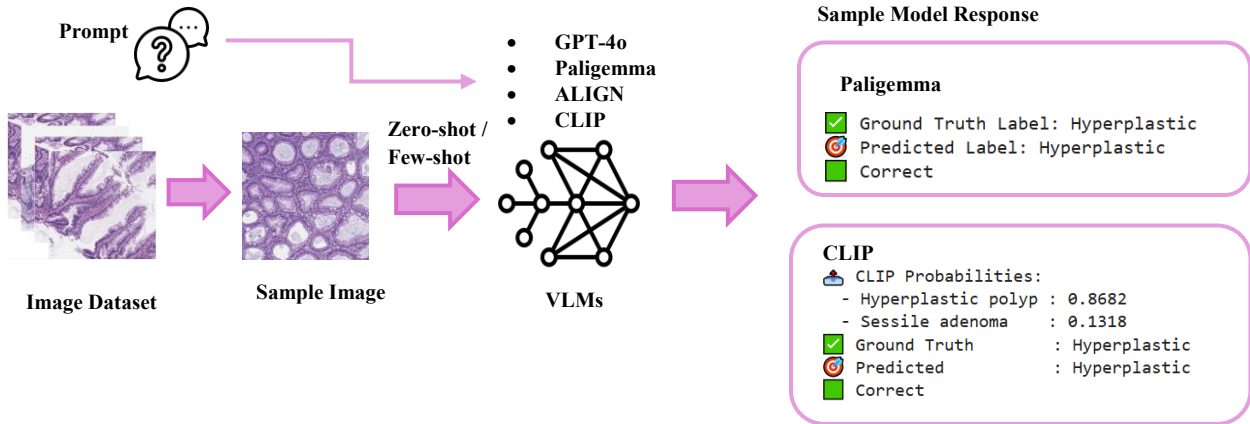 Prompt
Image Dataset
Sample Image
Zero-shot /
Few-shot
• GPT-4o
• Paligemma
• ALIGN
• CLIP
VLMs
Sample Model Response
Paligemma
Ground Truth Label: Hyperplastic
Predicted Label: Hyperplastic
Correct
CLIP
CLIP Probabilities:
- Hyperplastic polyp : 0.8682
- Sessile adenoma : 0.1318
Ground Truth : Hyperplastic
Predicted : Hyperplastic
Correct